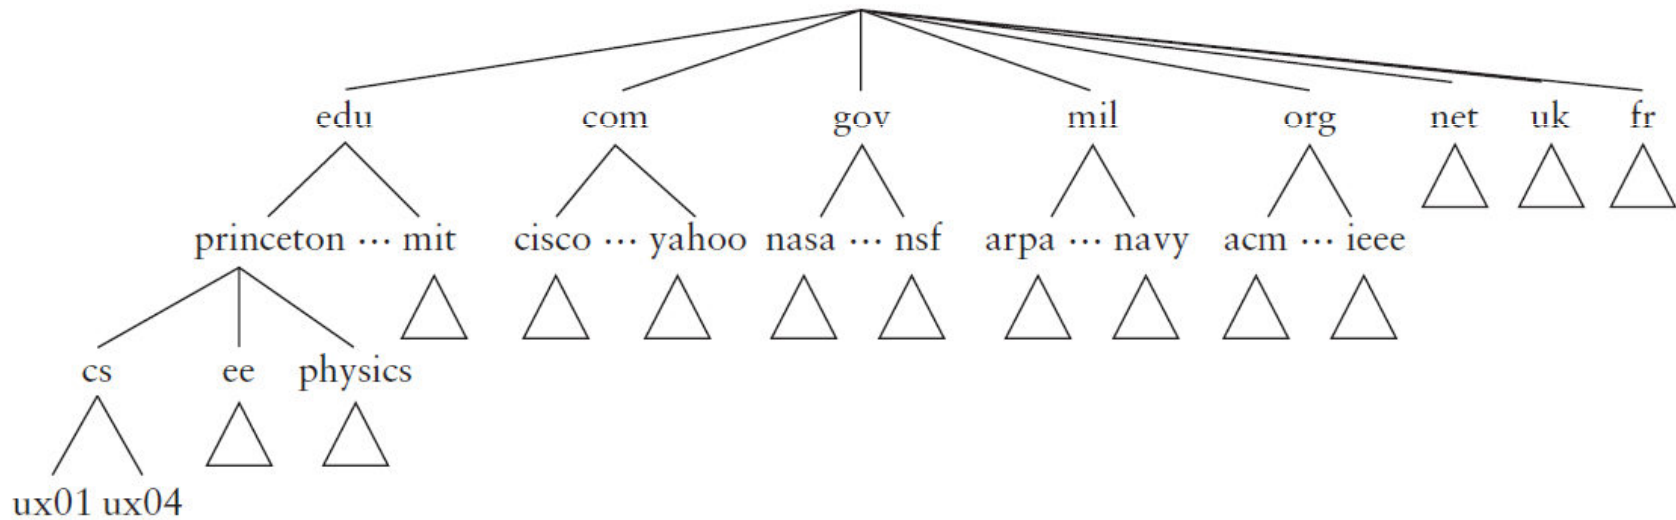 edu com gov mil org net uk fr
princeton ... mit cisco ... yahoo nasa ... nsf arpa ... navy acm ... ieee
cs ee physics
ux01 ux04